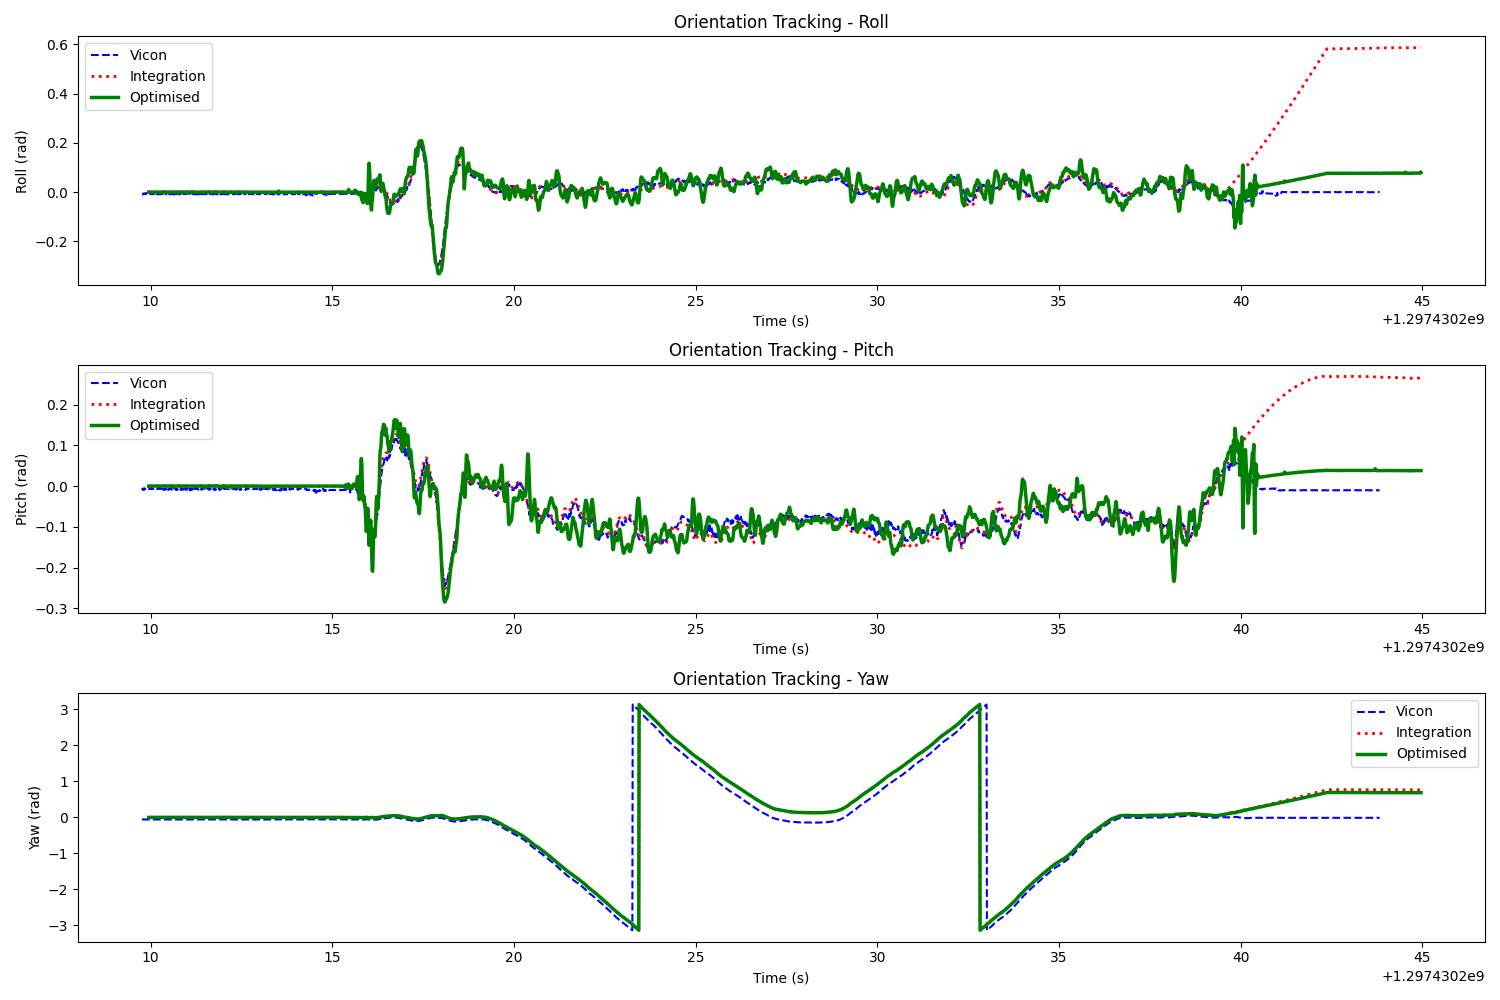 Orientation Tracking - Roll
Roll (rad)
0.6
0.4
0.2
0.0
−0.2
Vicon
Integration
Optimised
10 15 20 25 30 35 40 45
Time (s)
+1.2974302e9
Orientation Tracking - Pitch
Pitch (rad)
0.2
0.1
0.0
−0.1
−0.2
−0.3
Vicon
Integration
Optimised
10 15 20 25 30 35 40 45
Time (s)
+1.2974302e9
Orientation Tracking - Yaw
Yaw (rad)
3
2
1
0
−1
−2
−3
Vicon
Integration
Optimised
10 15 20 25 30 35 40 45
Time (s)
+1.2974302e9